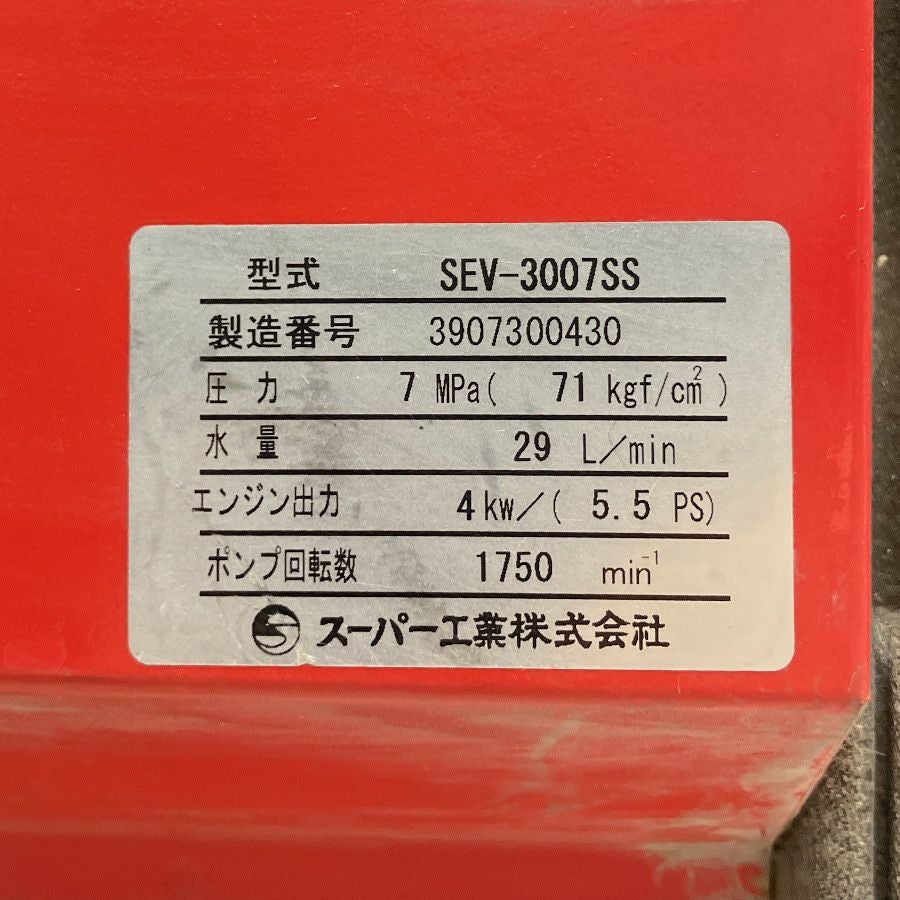 型式 SEV-3007SS
製造番号 3907300430
圧力 7 MPa( 71 kgf/cm²)
水量 29 L/min
エンジン出力 4kw/( 5.5 PS)
ポンプ回転数 1750 min⁻¹
スーパー工業株式会社